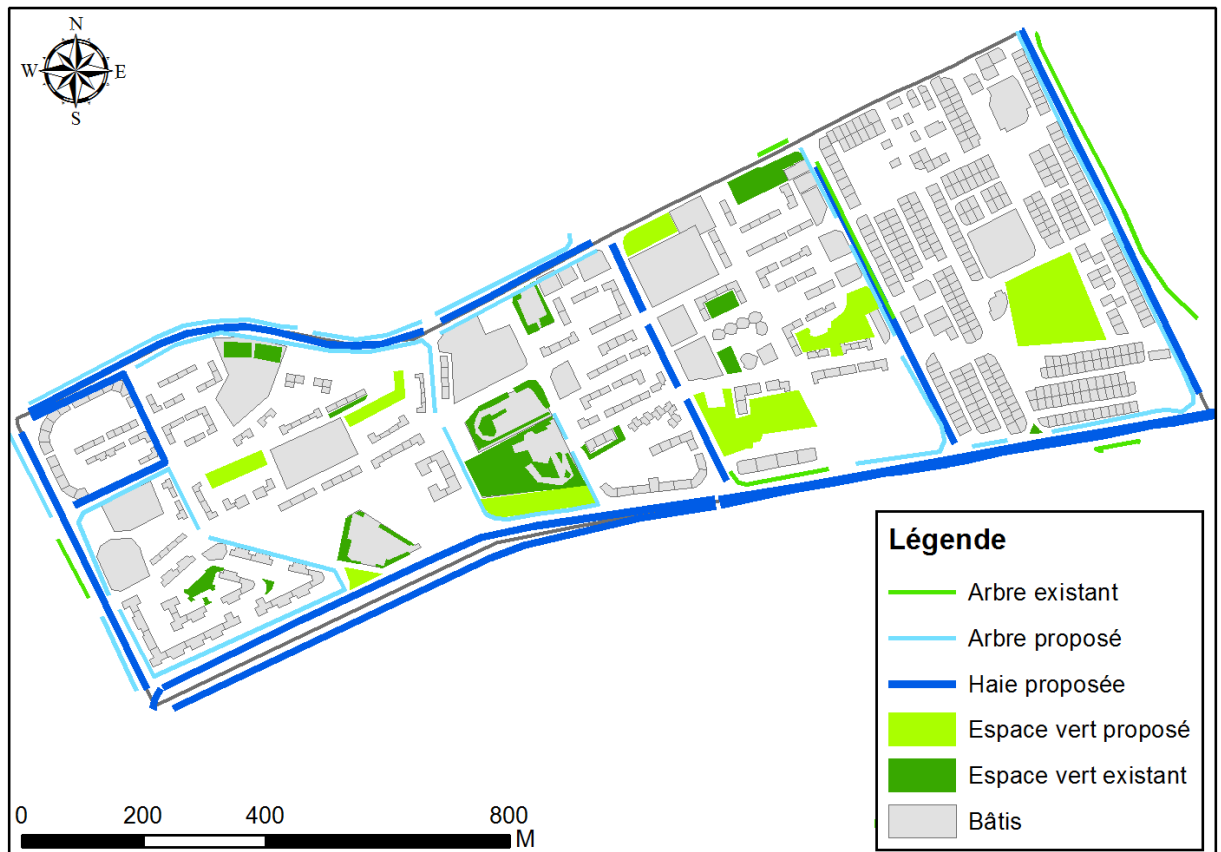 N
W E
S
Légende
Arbre existant
Arbre proposé
Haie proposée
Espace vert proposé
Espace vert existant
Bâtis
0 200 400 800
M